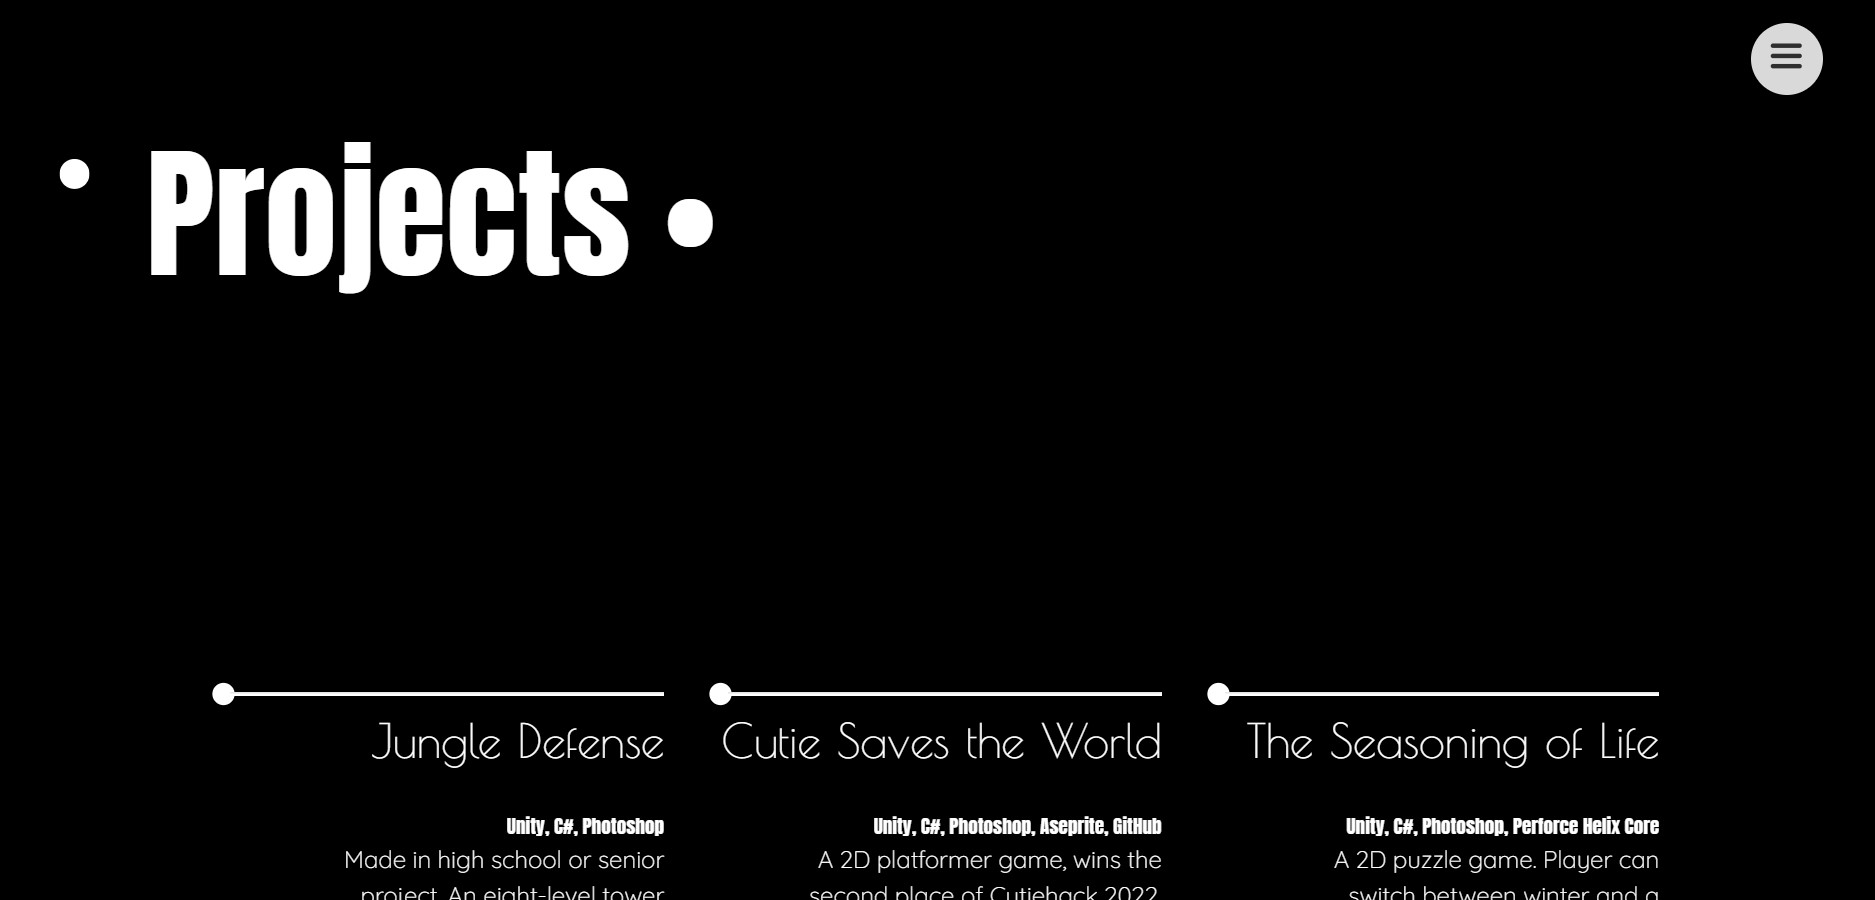 • Projects •
Jungle Defense
Unity, C#, Photoshop
Made in high school or senior
project. An eight-level tower
Cutie Saves the World
Unity, C#, Photoshop, Aseprite, GitHub
A 2D platformer game, wins the
second place of Cutiehack 2022.
The Seasoning of Life
Unity, C#, Photoshop, Perforce Helix Core
A 2D puzzle game. Player can
switch between winter and a